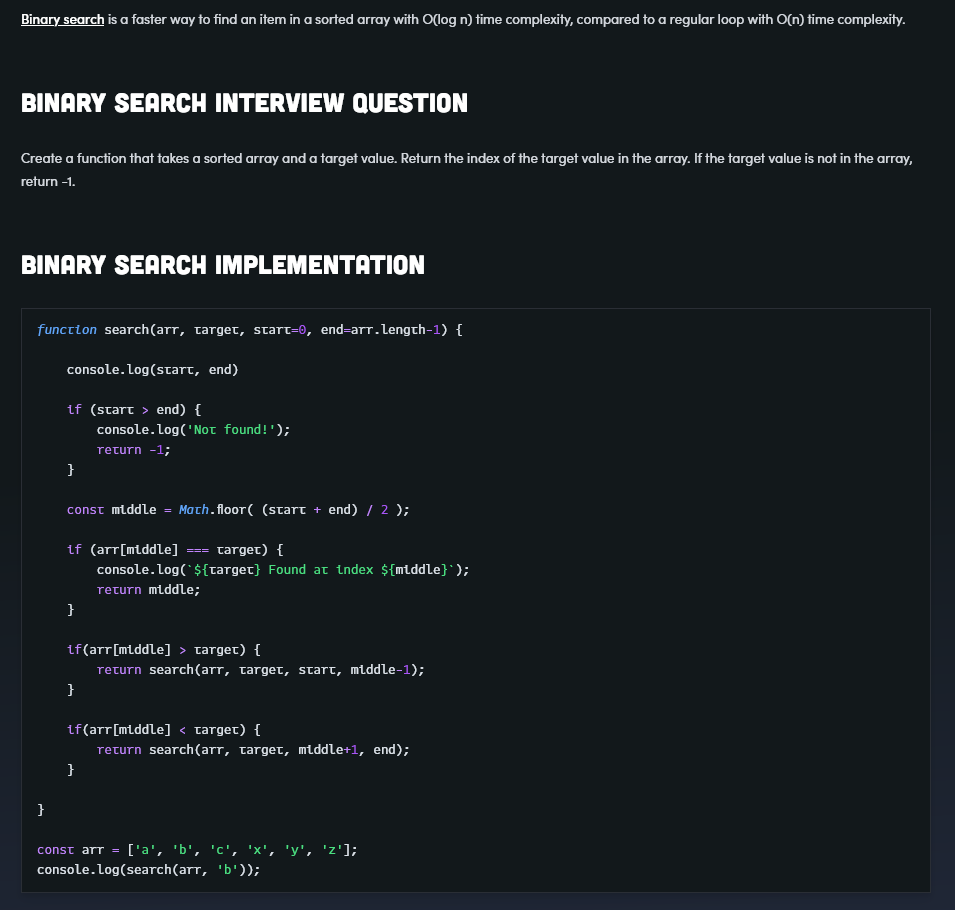 Binary search is a faster way to find an item in a sorted array with O(log n) time complexity, compared to a regular loop with O(n) time complexity.
BINARY SEARCH INTERVIEW QUESTION
Create a function that takes a sorted array and a target value. Return the index of the target value in the array. If the target value is not in the array,
return -1.
BINARY SEARCH IMPLEMENTATION
function search(arr, target, start=0, end=arr.length-1) {
    console.log(start, end)
    if (start > end) {
        console.log('Not found!');
        return -1;
    }
    const middle = Math.floor( (start + end) / 2 );
    if (arr[middle] === target) {
        console.log(`${target} Found at index ${middle}`);
        return middle;
    }
    if(arr[middle] > target) {
        return search(arr, target, start, middle-1);
    }
    if(arr[middle] < target) {
        return search(arr, target, middle+1, end);
    }
}
const arr = ['a', 'b', 'c', 'x', 'y', 'z'];
console.log(search(arr, 'b'));